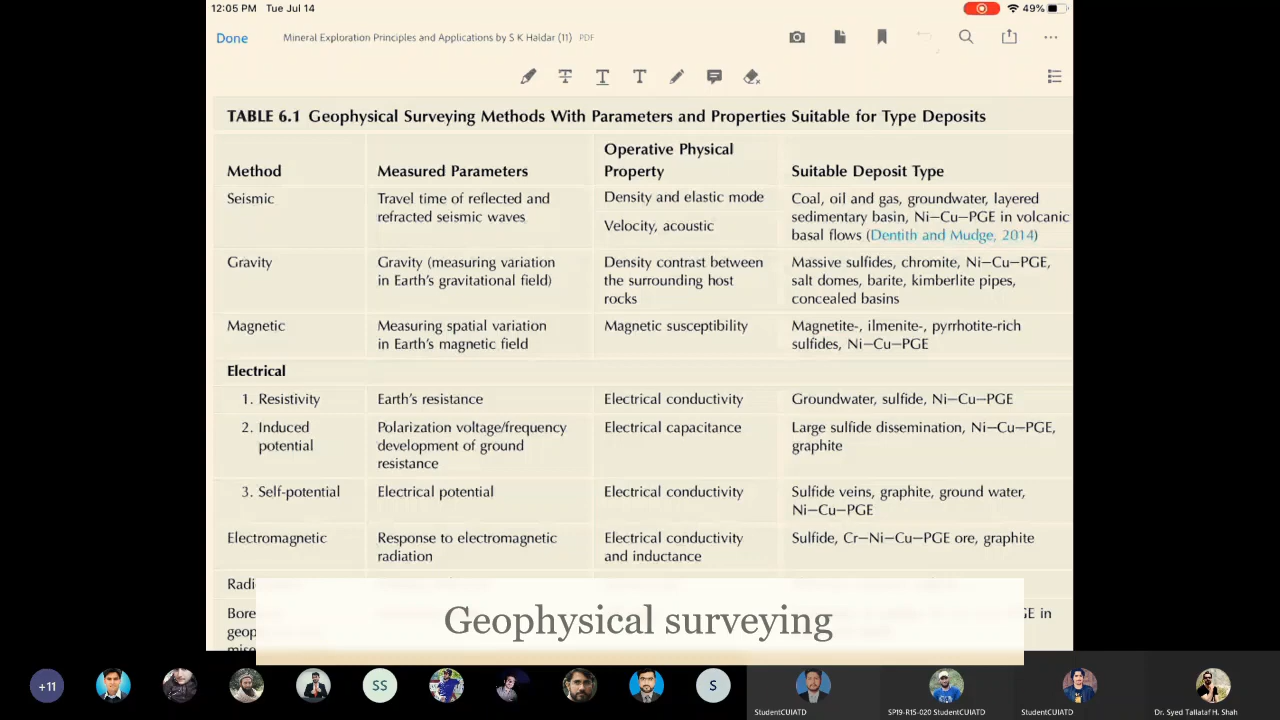 12:05 PM Tue Jul 14
49%
Done
Mineral Exploration Principles and Applications by S K Haldar (11) PDF
TABLE 6.1 Geophysical Surveying Methods With Parameters and Properties Suitable for Type Deposits
Method
Measured Parameters
Operative Physical
Property
Suitable Deposit Type
Seismic
Travel time of reflected and
refracted seismic waves
Density and elastic mode
Velocity, acoustic
Coal, oil and gas, groundwater, layered
sedimentary basin, Ni–Cu–PGE in volcanic
basal flows (Dentith and Mudge, 2014)
Gravity
Gravity (measuring variation
in Earth's gravitational field)
Density contrast between
the surrounding host
rocks
Massive sulfides, chromite, Ni–Cu–PGE,
salt domes, barite, kimberlite pipes,
concealed basins
Magnetic
Measuring spatial variation
in Earth's magnetic field
Magnetic susceptibility
Magnetite-, ilmenite-, pyrrhotite-rich
sulfides, Ni–Cu–PGE
Electrical
1. Resistivity
Earth's resistance
Electrical conductivity
Groundwater, sulfide, Ni–Cu–PGE
2. Induced
potential
Polarization voltage/frequency
development of ground
resistance
Electrical capacitance
Large sulfide dissemination, Ni–Cu–PGE,
graphite
3. Self-potential
Electrical potential
Electrical conductivity
Sulfide veins, graphite, ground water,
Ni–Cu–PGE
Electromagnetic
Response to electromagnetic
radiation
Electrical conductivity
and inductance
Sulfide, Cr–Ni–Cu–PGE ore, graphite
Geophysical surveying
+11
SS
S
StudentCUIATD
SP19-R15-020 StudentCUIATD
StudentCUIATD
Dr. Syed Tallataf H. Shah